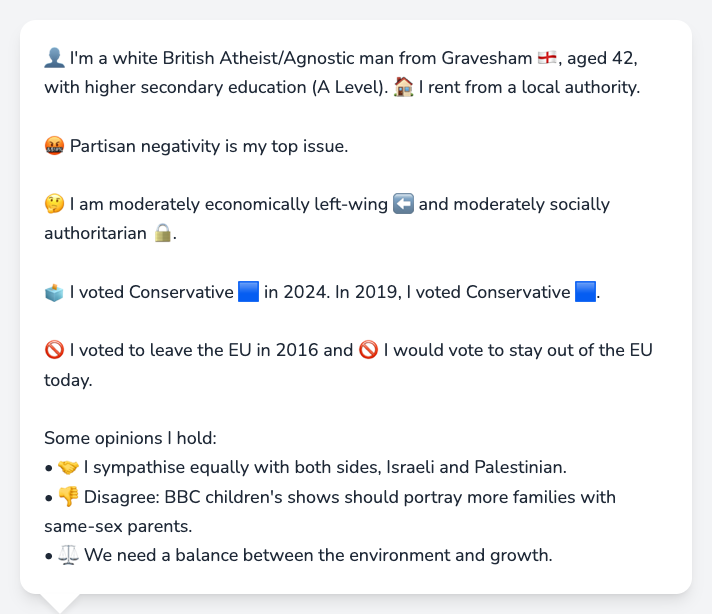 👤 I'm a white British Atheist/Agnostic man from Gravesham 🏴󠁧󠁢󠁥󠁮󠁧󠁿, aged 42,
with higher secondary education (A Level). 🏠 I rent from a local authority.
🤬 Partisan negativity is my top issue.
🤔 I am moderately economically left-wing ⬅️ and moderately socially
authoritarian 🔒.
🗳️ I voted Conservative 🟦 in 2024. In 2019, I voted Conservative 🟦.
🚫 I voted to leave the EU in 2016 and 🚫 I would vote to stay out of the EU
today.
Some opinions I hold:
• 🤝 I sympathise equally with both sides, Israeli and Palestinian.
• 👎 Disagree: BBC children's shows should portray more families with
same-sex parents.
• ⚖️ We need a balance between the environment and growth.